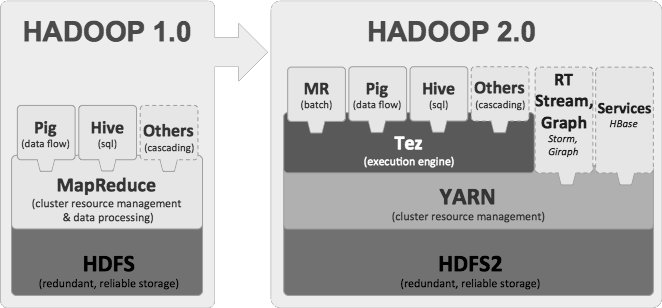 HADOOP 1.0
Pig
(data flow)
Hive
(sql)
Others
(cascading)
MapReduce
(cluster resource management
& data processing)
HDFS
(redundant, reliable storage)
HADOOP 2.0
MR
(batch)
Pig
(data flow)
Hive
(sql)
Others
(cascading)
RT
Stream,
Graph
Storm,
Giraph
Services
HBase
Tez
(execution engine)
YARN
(cluster resource management)
HDFS2
(redundant, reliable storage)